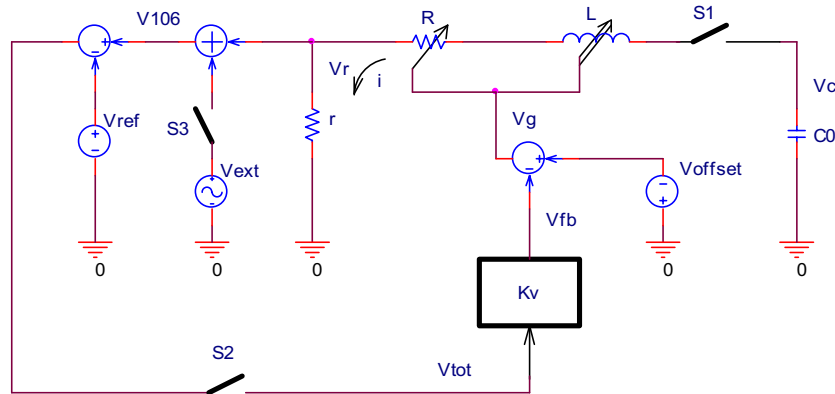 V106
R
L
S1
Vr
i
Vc
Vref
S3
r
Vg
C0
Vext
Voffset
Vfb
0
0
0
0
0
Kv
S2
Vtot